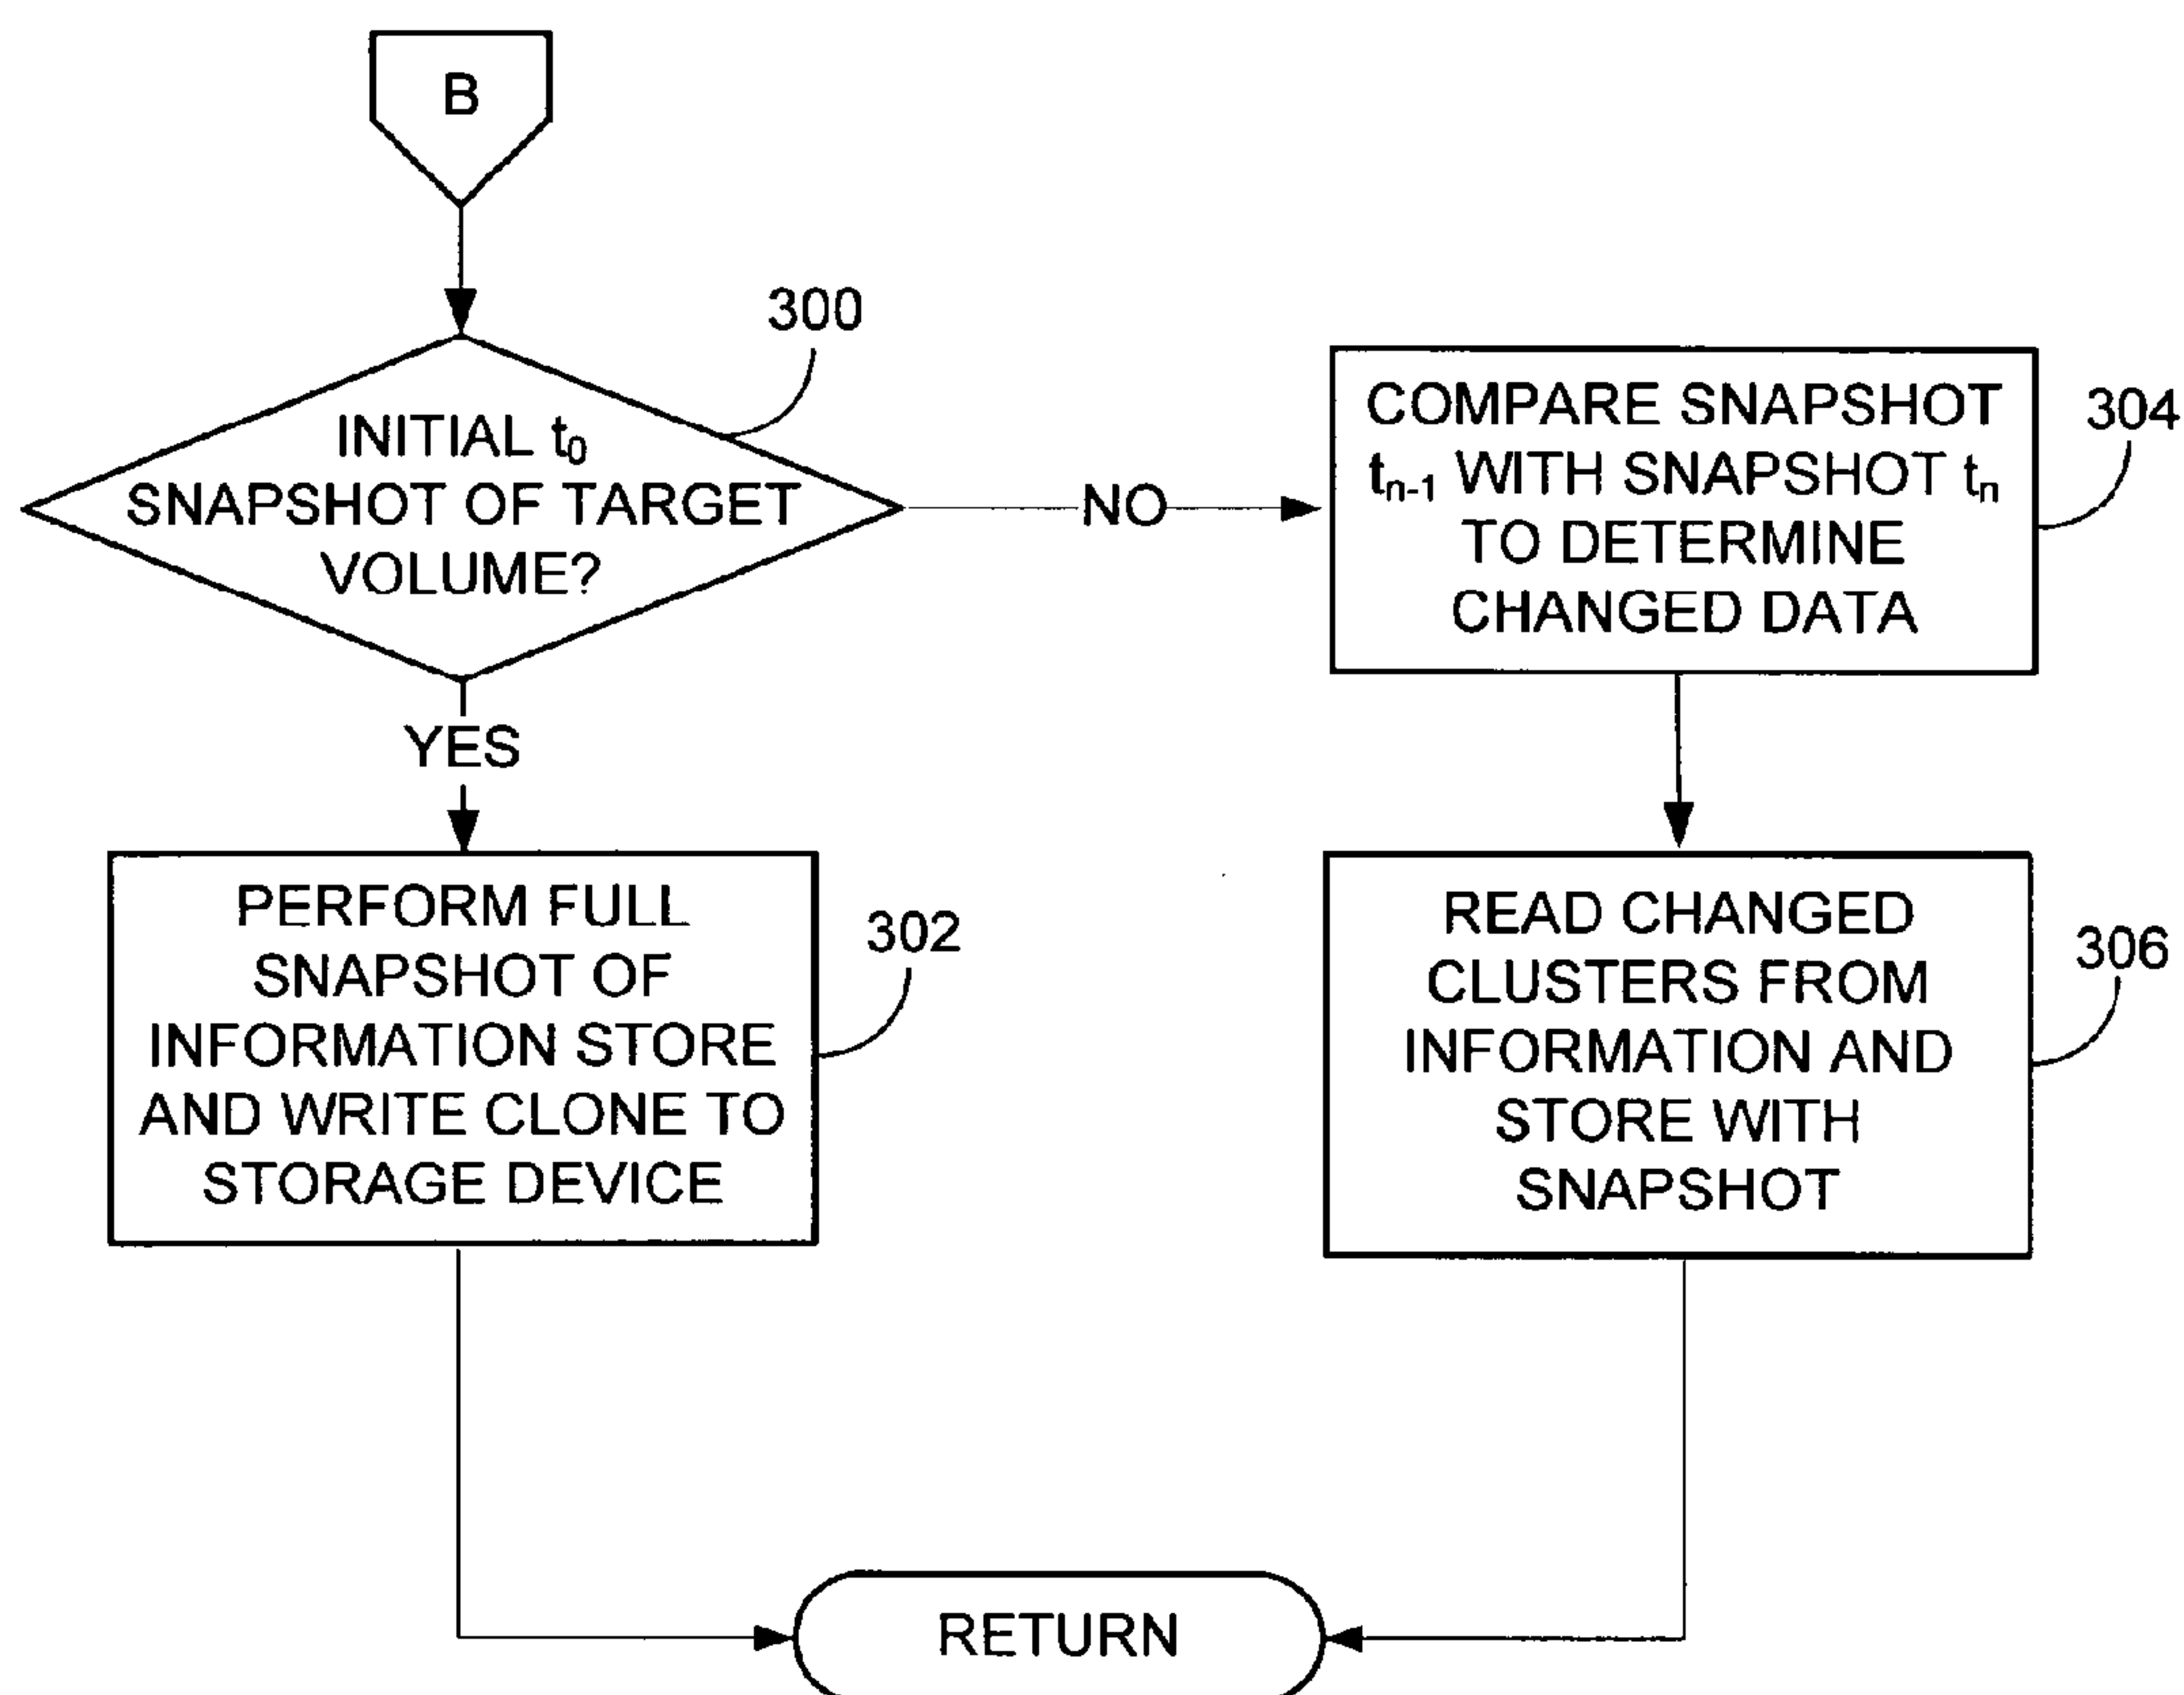 B
300
INITIAL t0
SNAPSHOT OF TARGET
VOLUME?
NO
COMPARE SNAPSHOT
tn-1 WITH SNAPSHOT tn
TO DETERMINE
CHANGED DATA
304
YES
PERFORM FULL
SNAPSHOT OF
INFORMATION STORE
AND WRITE CLONE TO
STORAGE DEVICE
302
READ CHANGED
CLUSTERS FROM
INFORMATION AND
STORE WITH
SNAPSHOT
306
RETURN